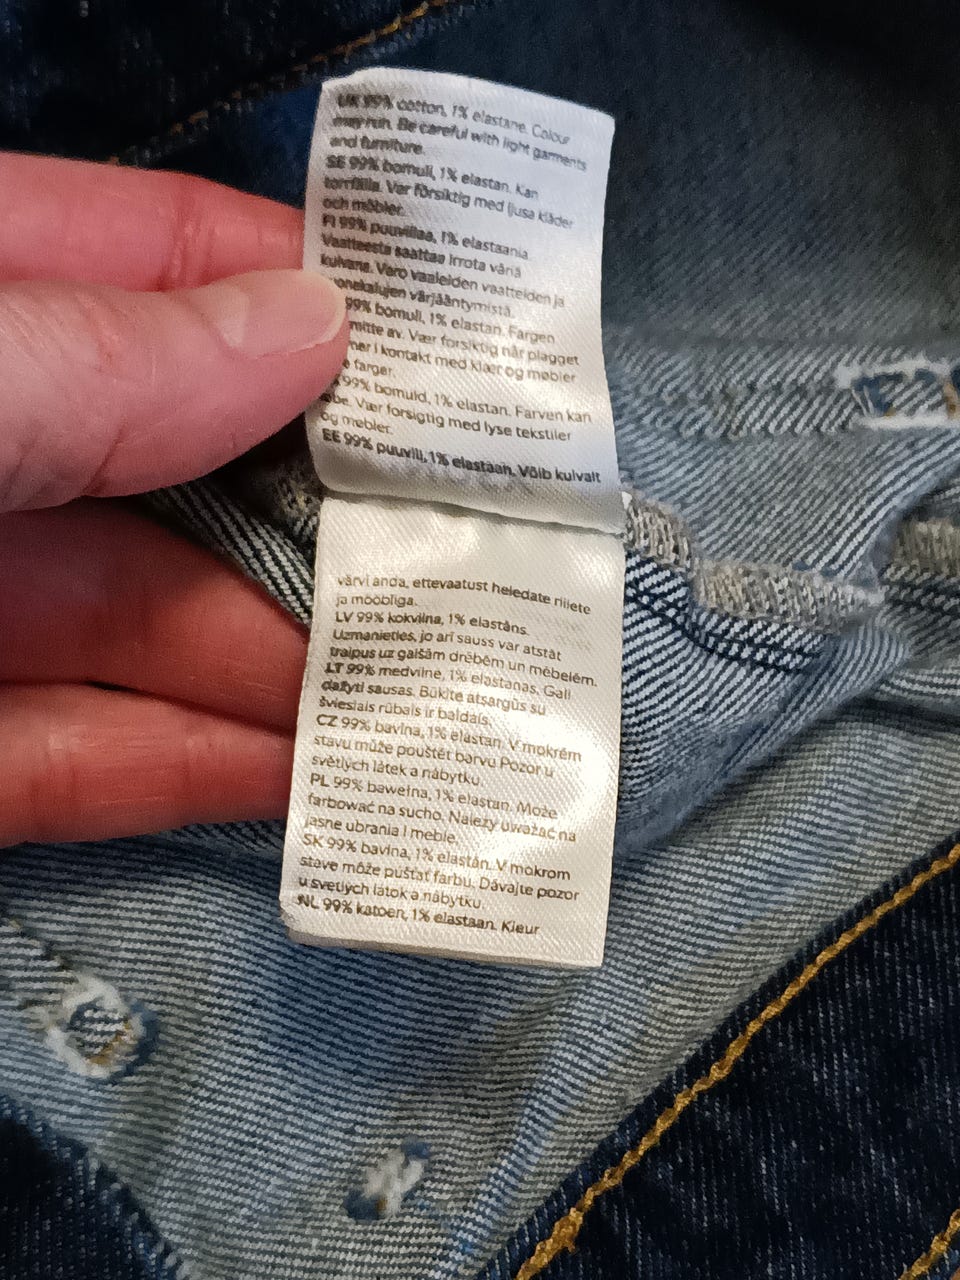 UK 99% cotton, 1% elastane. Colour
may run. Be careful with light garments
and furniture.
SE 99% bomull, 1% elastan. Kan
torrfälla. Var försiktig med ljusa kläder
och möbler.
FI 99% puuvillaa, 1% elastaania.
Vaatteesta saattaa irrota väriä
kuivana. Varo vaaleiden vaatteiden ja
onekalujen värjääntymistä.
99% bomull, 1% elastan. Fargen
mitte av. Vær forsiktig når plagget
mer i kontakt med klær og møbler
e farger.
99% bomuld, 1% elastan. Farven kan
be. Vær forsigtig med lyse tekstiler
og møbler.
EE 99% puuvill, 1% elastaan. Võib kuivalt
värvi anda, ettevaatust heledate riiete
ja mööbliga.
LV 99% kokvilna, 1% elastāns.
Uzmanieties, jo arī sauss var atstāt
traipus uz gaišām drēbēm un mēbelēm.
LT 99% medvilnė, 1% elastanas. Gali
dažyti sausas. Būkite atsargūs su
šviesiais rūbais ir baldais.
CZ 99% bavlna, 1% elastan. V mokrém
stavu může pouštět barvu Pozor u
světlých látek a nábytku.
PL 99% bawełna, 1% elastan. Może
farbować na sucho. Należy uważać na
jasne ubrania i meble.
SK 99% bavlna, 1% elastán. V mokrom
stave môže púšťať farbu. Dávajte pozor
u svetlých látok a nábytku.
NL 99% katoen, 1% elastaan. Kleur